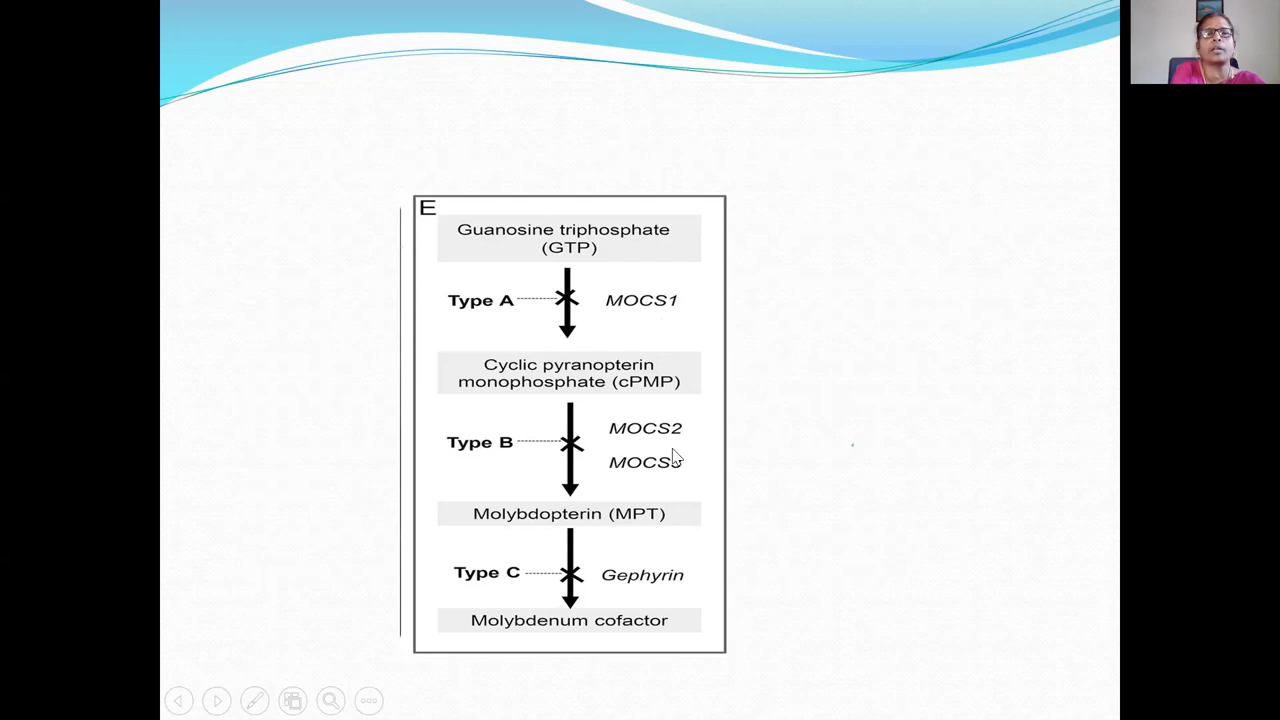 E
Guanosine triphosphate
(GTP)
Type A
MOCS1
Cyclic pyranopterin
monophosphate (cPMP)
MOCS2
Type B
Molybdopterin (MPT)
Type C
Gephyrin
Molybdenum cofactor